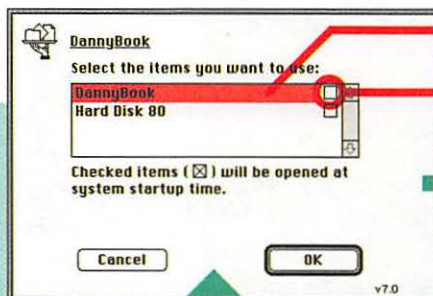 DannyBook
Select the items you want to use:
DannyBook
Hard Disk 80
Checked items ( ☒ ) will be opened at
system startup time.
Cancel
OK
v7.0